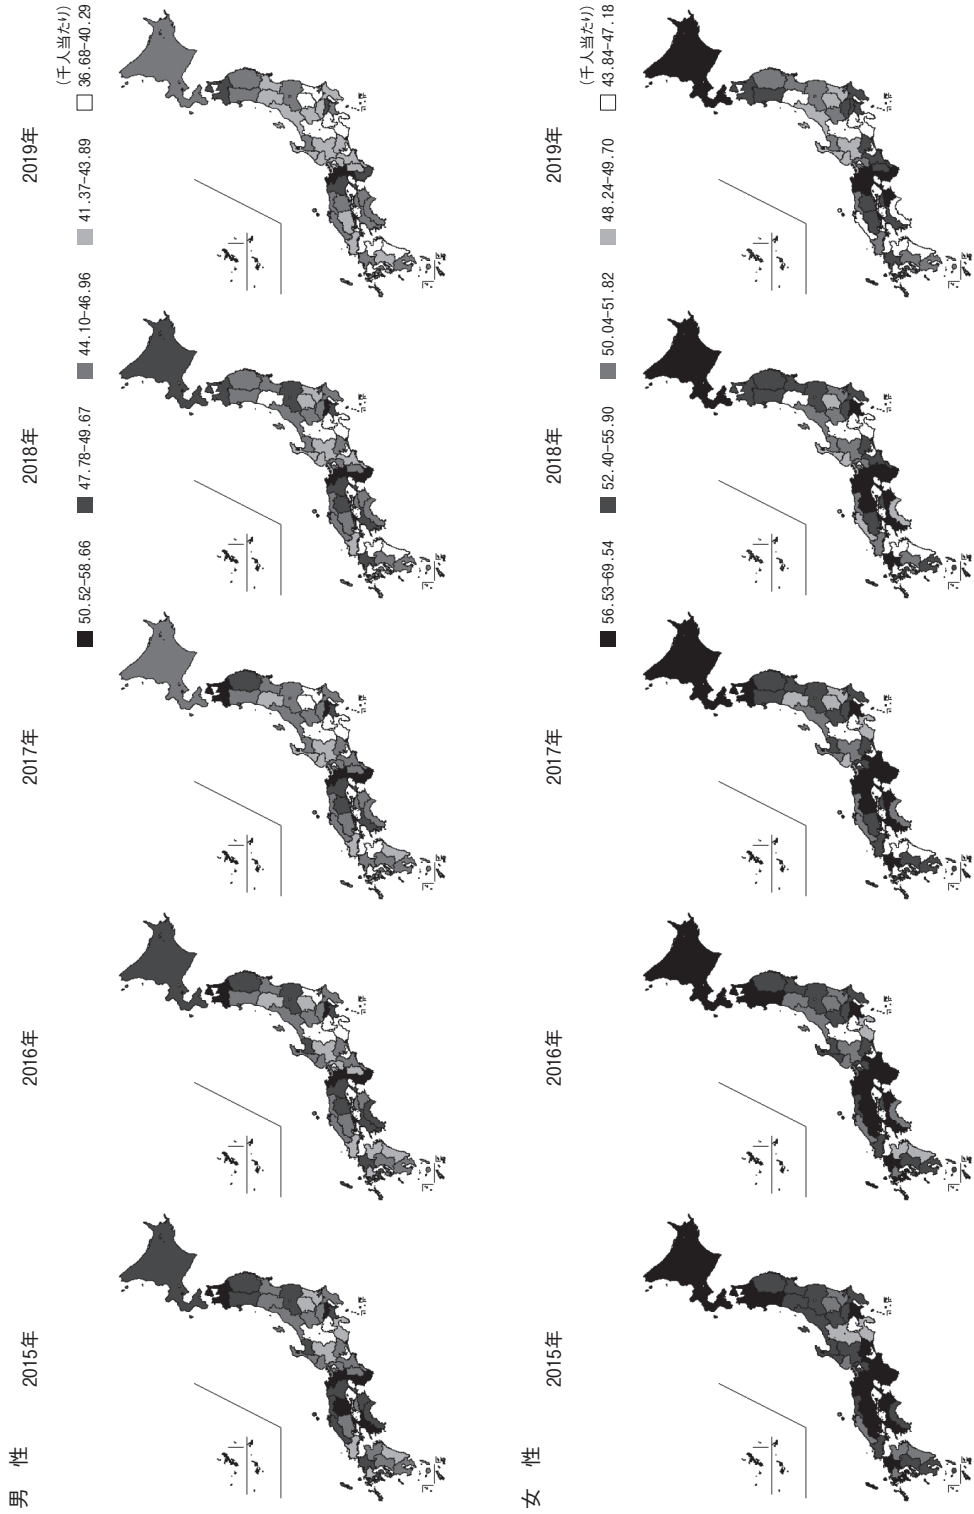 男 性
2015年
2016年
2017年
2018年
2019年
(千人当たり)
50.52-58.66 47.78-49.67 44.10-46.96 41.37-43.89 36.68-40.29
女 性
2015年
2016年
2017年
2018年
2019年
(千人当たり)
56.53-69.54 52.40-55.90 50.04-51.82 48.24-49.70 43.84-47.18